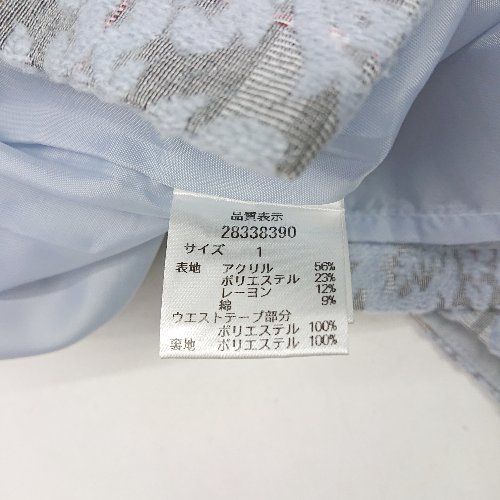 品質表示
28338390
サイズ 1
表地 アクリル 56%
ポリエステル 23%
レーヨン 12%
綿 9%
ウエストテープ部分
ポリエステル 100%
裏地 ポリエステル 100%